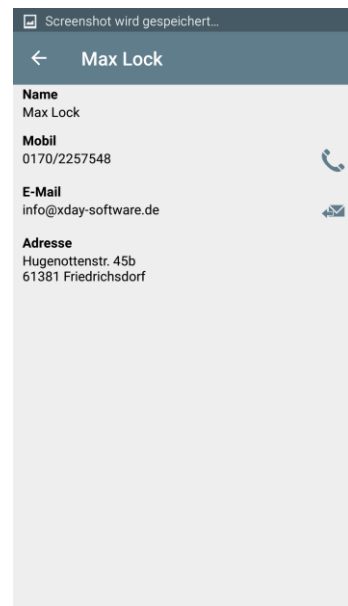 Screenshot wird gespeichert...
Max Lock
Name
Max Lock
Mobil
0170/2257548
E-Mail
info@xday-software.de
Adresse
Hugenottenstr. 45b
61381 Friedrichsdorf